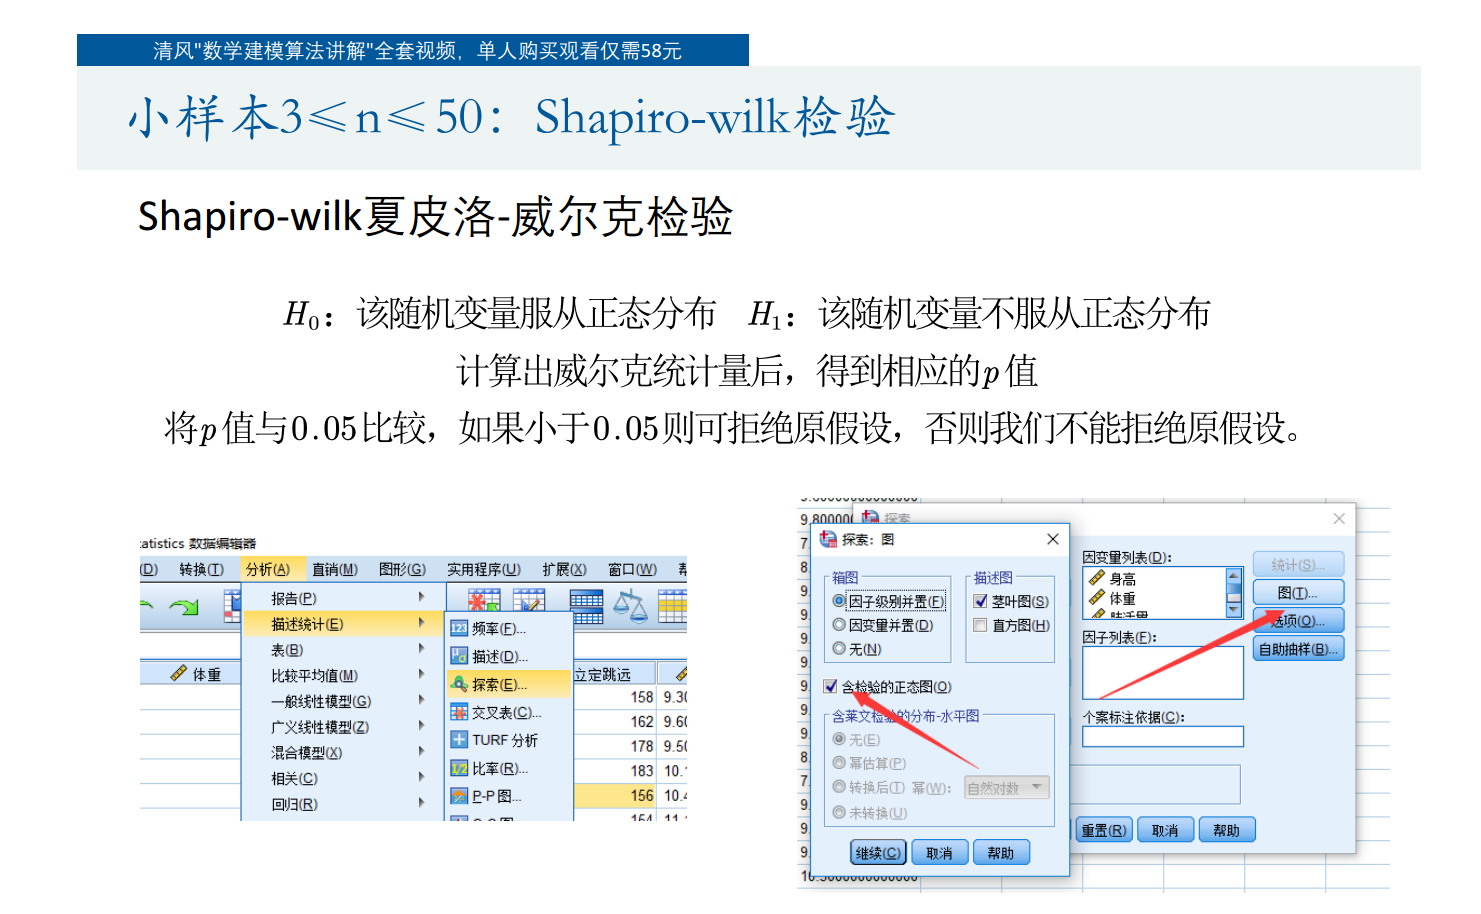 清风"数学建模算法讲解"全套视频，单人购买观看仅需58元
小样本3≤n≤50：Shapiro-wilk检验
Shapiro-wilk夏皮洛-威尔克检验
H₀：该随机变量服从正态分布 H₁：该随机变量不服从正态分布
计算出威尔克统计量后，得到相应的p值
将p值与0.05比较，如果小于0.05则可拒绝原假设，否则我们不能拒绝原假设。
tatistics 数据编辑器
(D) 转换(T) 分析(A) 直销(M) 图形(G) 实用程序(U) 扩展(X) 窗口(W)
报告(P)
描述统计(E)
表(B)
比较平均值(M)
一般线性模型(G)
广义线性模型(Z)
混合模型(X)
相关(C)
回归(R)
体重
频率(F)...
描述(D)...
探索(E)...
交叉表(C)...
TURF 分析
比率(R)...
P-P 图...
立定跳远
158 9.30
162 9.60
178 9.50
183 10.
156 10.4
154 11.
9.80000
探索
探索：图
箱图
因子级别并置(F)
因变量并置(D)
无(N)
描述图
茎叶图(S)
直方图(H)
含检验的正态图(O)
含莱文检验的分布-水平图
无(E)
幂估算(P)
转换后(T) 幂(W)： 自然对数
未转换(U)
继续(C) 取消 帮助
因变量列表(D)：
身高
体重
因子列表(F)：
个案标注依据(C)：
统计(S)...
图(T)...
选项(O)...
自助抽样(B)...
重置(R) 取消 帮助